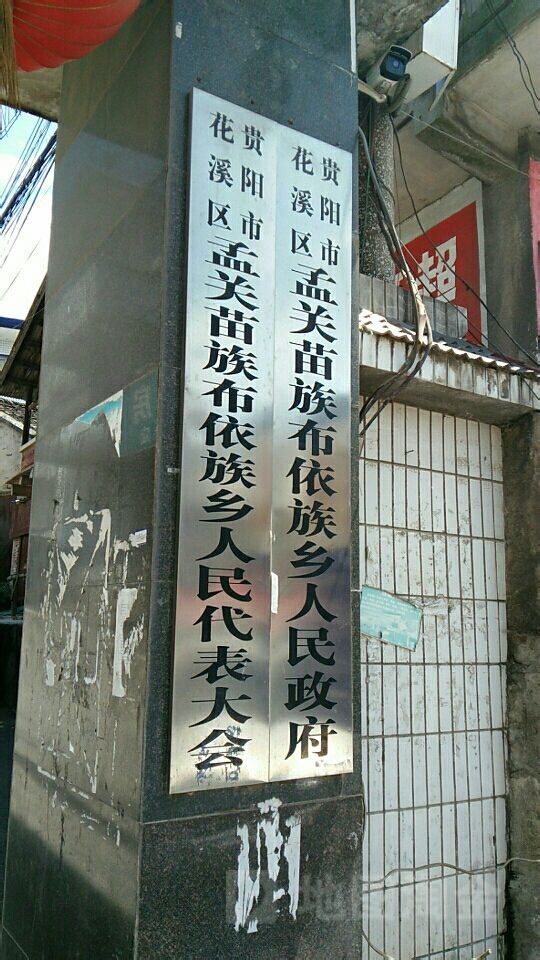 贵阳市
花溪区
孟关苗族布依族乡人民政府
贵阳市
花溪区
孟关苗族布依族乡人民代表大会
超